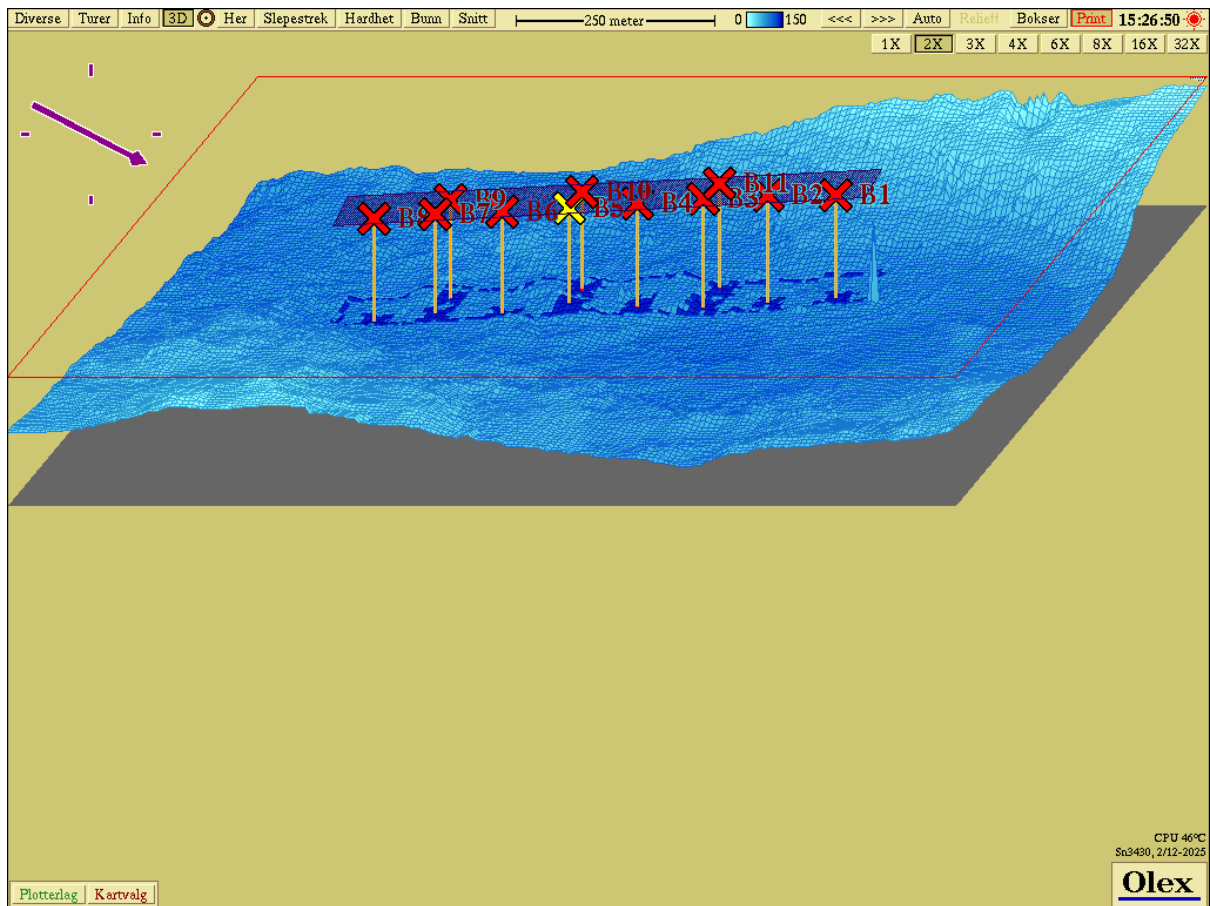 Diverse Turer Info 3D Her Slepestrek Hardhet Bunn Snitt 250 meter 0 150 <<< >>> Auto Relieff Bokser Print 15:26:50
1X 2X 3X 4X 6X 8X 16X 32X
B8 B7 B9 B6 B5 B10 B4 B3 B11 B2 B1
CPU 46°C
Sn3430, 2/12-2025
Plotterlag Kartvalg
Olex